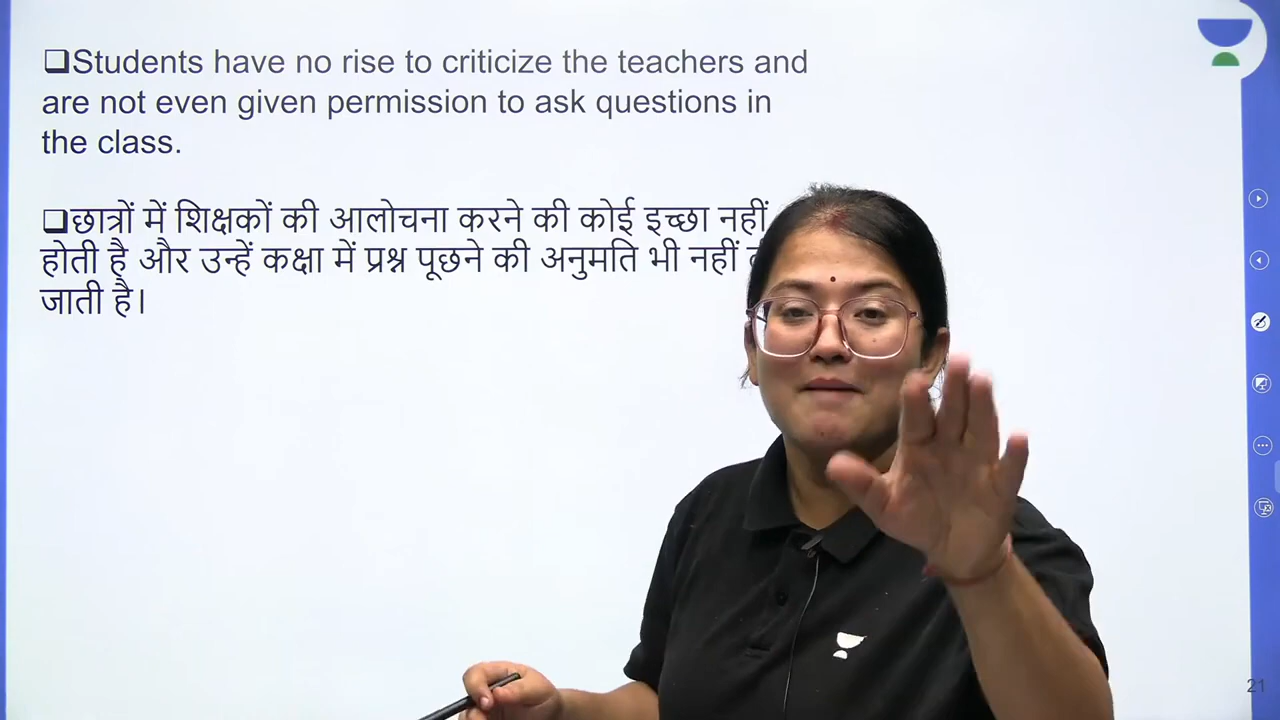 ❑Students have no rise to criticize the teachers and
are not even given permission to ask questions in
the class.
❑छात्रों में शिक्षकों की आलोचना करने की कोई इच्छा नहीं
होती है और उन्हें कक्षा में प्रश्न पूछने की अनुमति भी नहीं
जाती है।
21